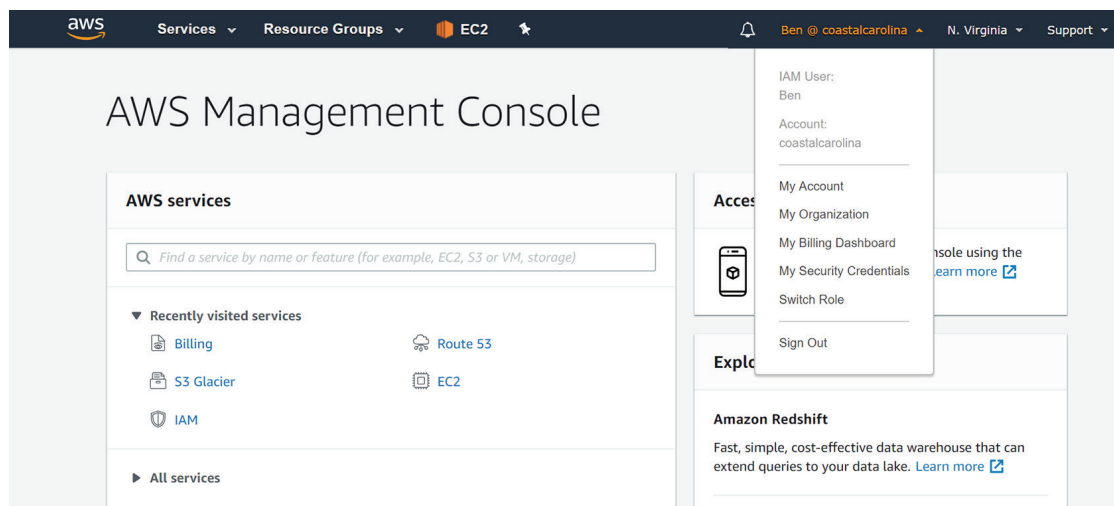 aws
Services
Resource Groups
EC2
Ben @ coastalcarolina
N. Virginia
Support
IAM User:
Ben
Account:
coastalcarolina
My Account
My Organization
My Billing Dashboard
My Security Credentials
Switch Role
Sign Out
AWS Management Console
AWS services
Find a service by name or feature (for example, EC2, S3 or VM, storage)
Recently visited services
Billing
Route 53
S3 Glacier
EC2
IAM
All services
using the
Learn more
Amazon Redshift
Fast, simple, cost-effective data warehouse that can
extend queries to your data lake. Learn more